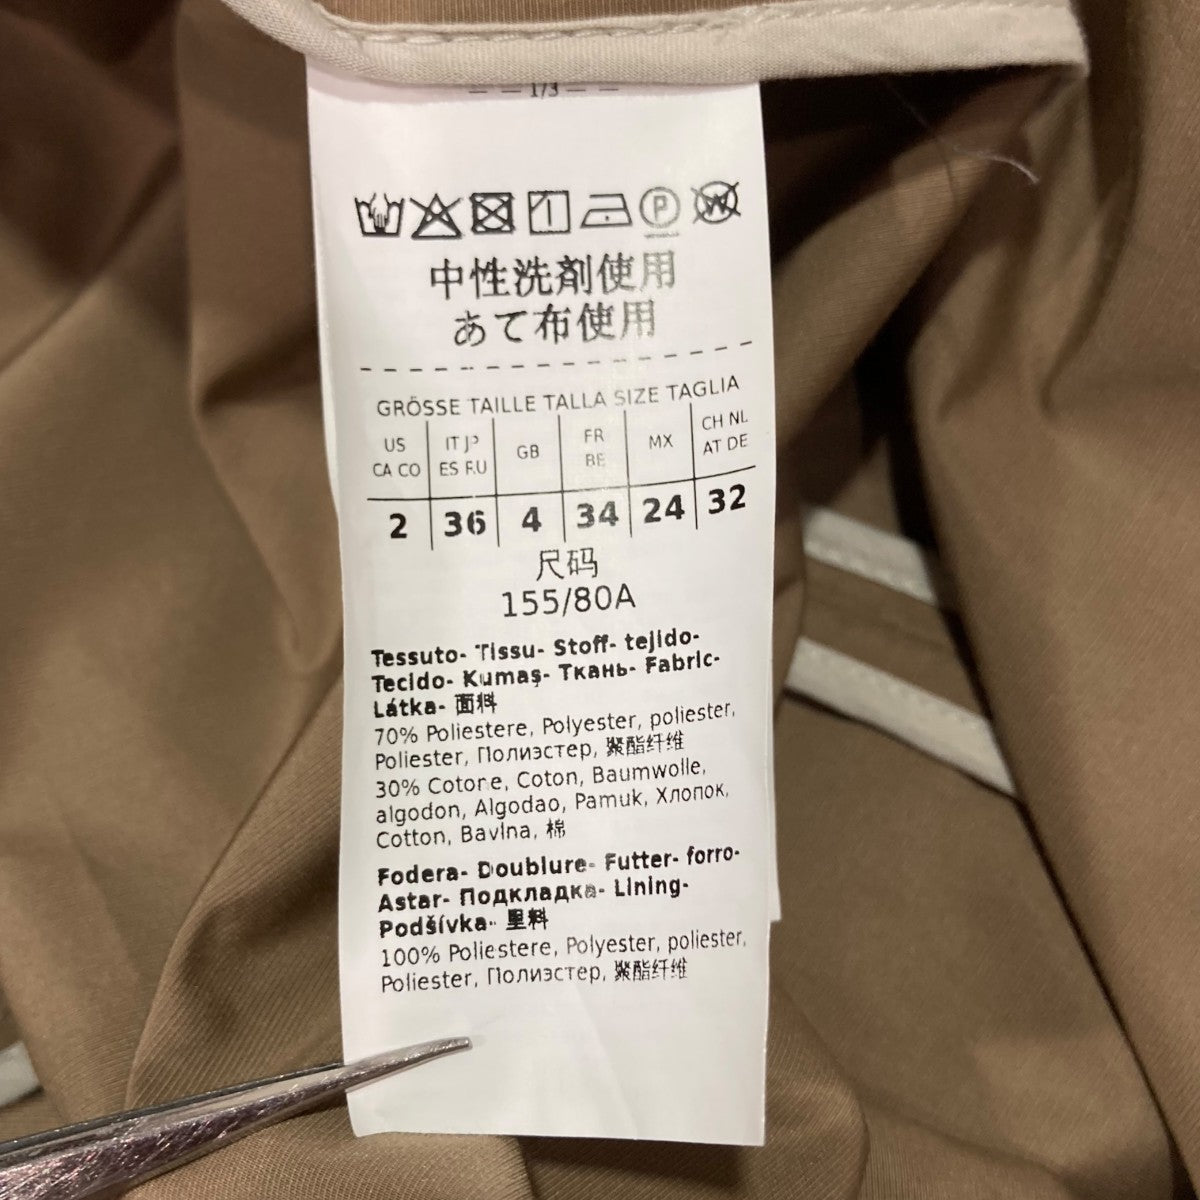 — — 1/3 — —
中性洗剤使用
あて布使用
GRÖSSE TAILLE TALLA SIZE TAGLIA
US CA CO | IT JP ES RU | GB | FR BE | MX | CH NL AT DE
2 | 36 | 4 | 34 | 24 | 32
尺码
155/80A
Tessuto- Tissu- Stoff- tejido-
Tecido- Kumaş- Ткань- Fabric-
Látka- 面料
70% Poliestere, Polyester, poliester,
Poliester, Полиэстер, 聚酯纤维
30% Cotone, Coton, Baumwolle,
algodon, Algodao, Pamuk, Хлопок,
Cotton, Bavlna, 棉
Fodera- Doublure- Futter- forro-
Astar- Подкладка- Lining-
Podšívka- 里料
100% Poliestere, Polyester, poliester,
Poliester, Полиэстер, 聚酯纤维